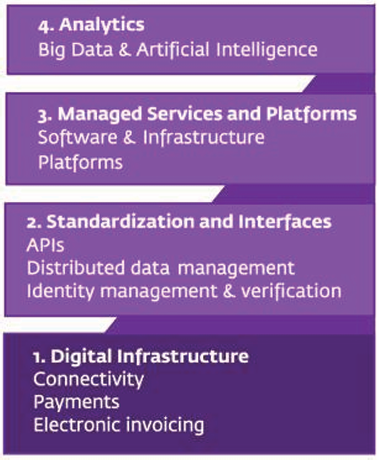 4. Analytics
Big Data & Artificial Intelligence
3. Managed Services and Platforms
Software & Infrastructure
Platforms
2. Standardization and Interfaces
APIs
Distributed data management
Identity management & verification
1. Digital Infrastructure
Connectivity
Payments
Electronic invoicing